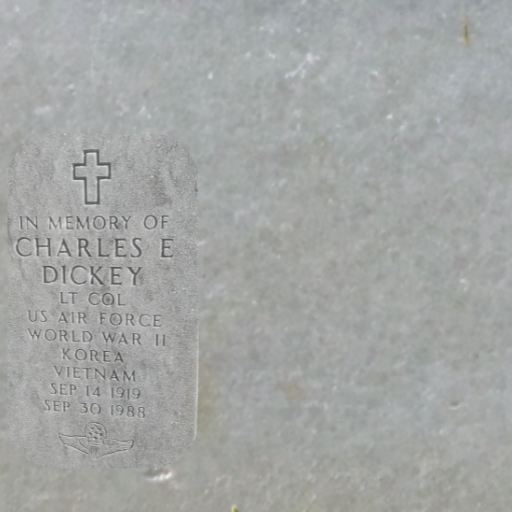 IN MEMORY OF
CHARLES E
DICKEY
LT COL
US AIR FORCE
WORLD WAR II
KOREA
VIETNAM
SEP 14 1919
SEP 30 1988